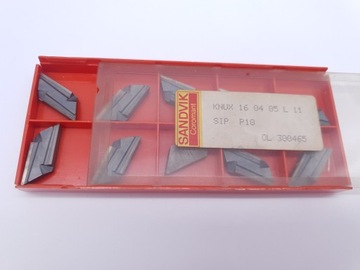 SANDVIK
Coromant
KNUX 16 04 05 L 11
SIP P10
OL 300465